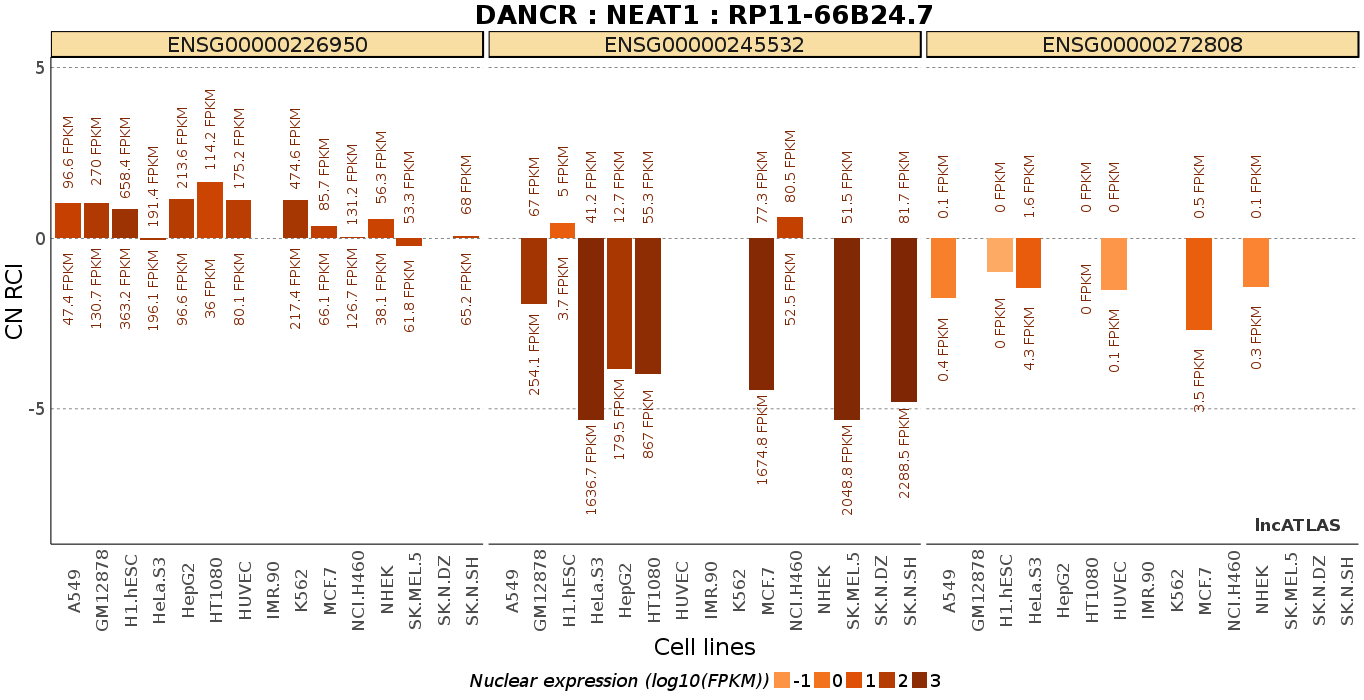 DANCR : NEAT1 : RP11-66B24.7
ENSG00000226950
ENSG00000245532
ENSG00000272808
CN RCI
5
0
-5
96.6 FPKM
270 FPKM
658.4 FPKM
191.4 FPKM
213.6 FPKM
114.2 FPKM
175.2 FPKM
474.6 FPKM
85.7 FPKM
131.2 FPKM
56.3 FPKM
53.3 FPKM
68 FPKM
47.4 FPKM
130.7 FPKM
363.2 FPKM
196.1 FPKM
96.6 FPKM
36 FPKM
80.1 FPKM
217.4 FPKM
66.1 FPKM
126.7 FPKM
38.1 FPKM
61.8 FPKM
65.2 FPKM
67 FPKM
5 FPKM
41.2 FPKM
12.7 FPKM
55.3 FPKM
77.3 FPKM
80.5 FPKM
51.5 FPKM
81.7 FPKM
254.1 FPKM
3.7 FPKM
1636.7 FPKM
179.5 FPKM
867 FPKM
1674.8 FPKM
52.5 FPKM
2048.8 FPKM
2288.5 FPKM
0.1 FPKM
0 FPKM
1.6 FPKM
0 FPKM
0 FPKM
0.5 FPKM
0.1 FPKM
0.4 FPKM
0 FPKM
4.3 FPKM
0 FPKM
0.1 FPKM
3.5 FPKM
0.3 FPKM
lncATLAS
A549
GM12878
H1.hESC
HeLa.S3
HepG2
HT1080
HUVEC
IMR.90
K562
MCF.7
NCI.H460
NHEK
SK.MEL.5
SK.N.DZ
SK.N.SH
A549
GM12878
H1.hESC
HeLa.S3
HepG2
HT1080
HUVEC
IMR.90
K562
MCF.7
NCI.H460
NHEK
SK.MEL.5
SK.N.DZ
SK.N.SH
A549
GM12878
H1.hESC
HeLa.S3
HepG2
HT1080
HUVEC
IMR.90
K562
MCF.7
NCI.H460
NHEK
SK.MEL.5
SK.N.DZ
SK.N.SH
Cell lines
Nuclear expression (log10(FPKM)) -1 0 1 2 3